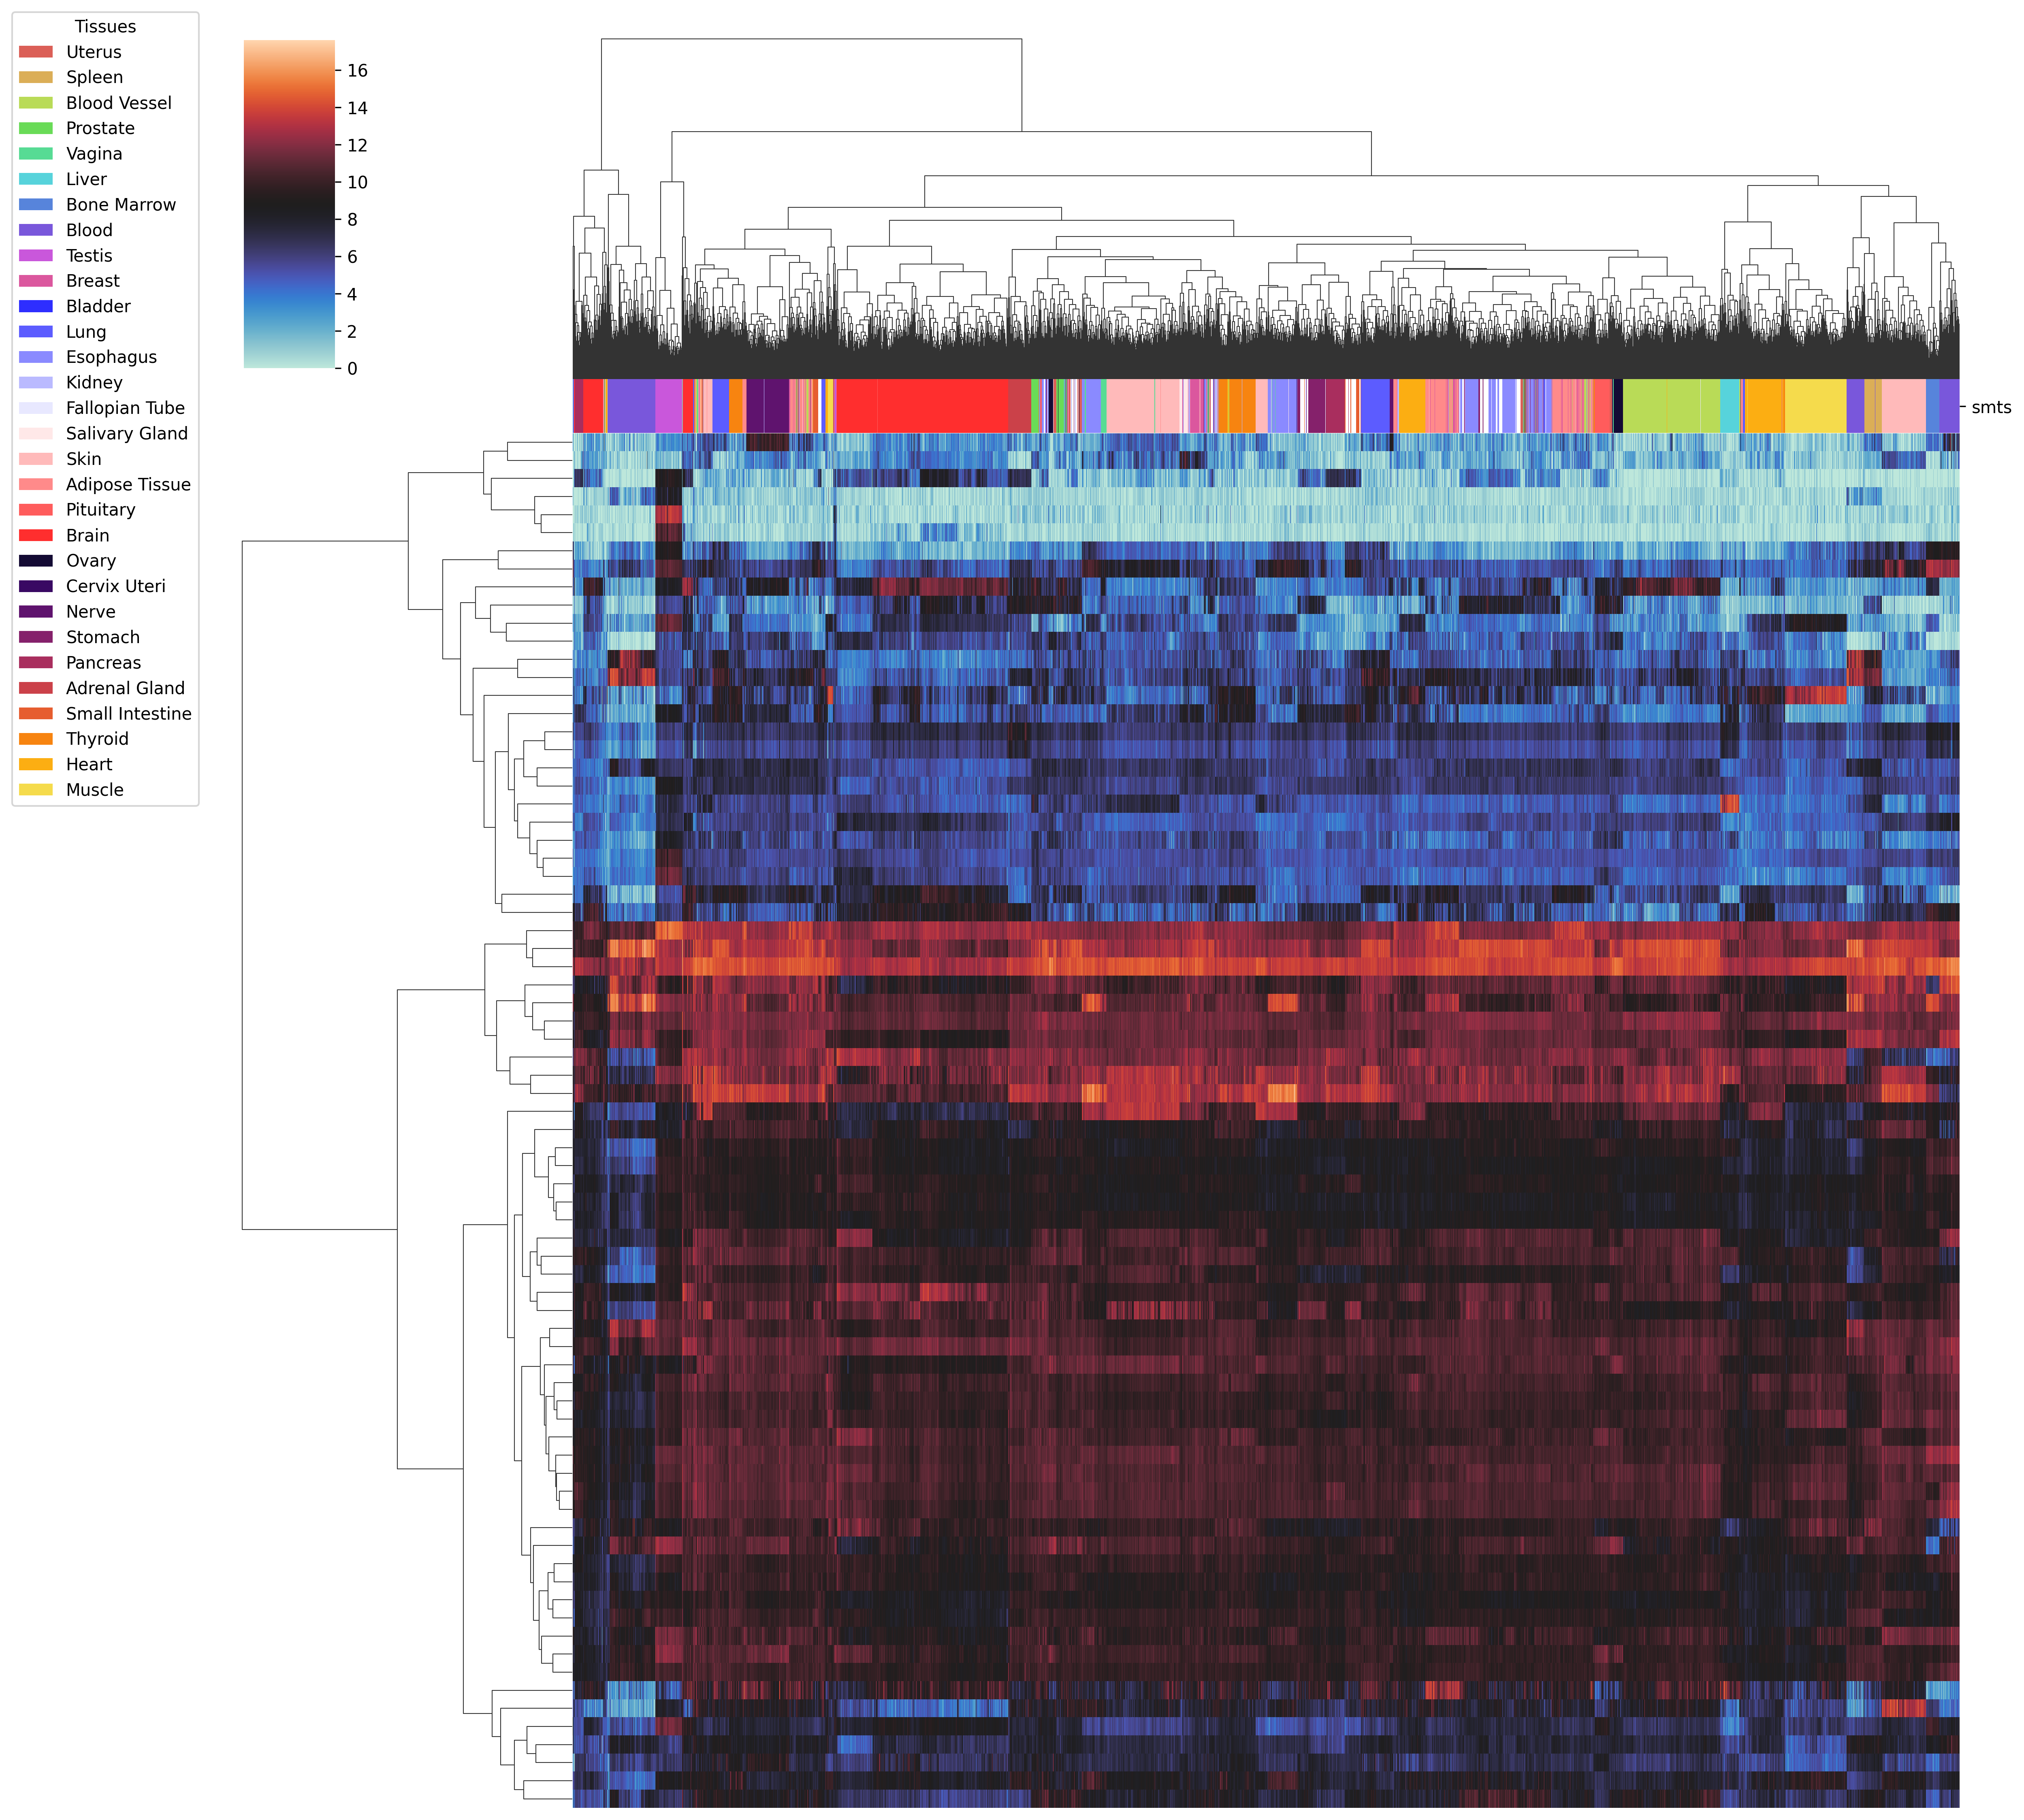 Tissues
Uterus
Spleen
Blood Vessel
Prostate
Vagina
Liver
Bone Marrow
Blood
Testis
Breast
Bladder
Lung
Esophagus
Kidney
Fallopian Tube
Salivary Gland
Skin
Adipose Tissue
Pituitary
Brain
Ovary
Cervix Uteri
Nerve
Stomach
Pancreas
Adrenal Gland
Small Intestine
Thyroid
Heart
Muscle
16
14
12
10
8
6
4
2
0
smts